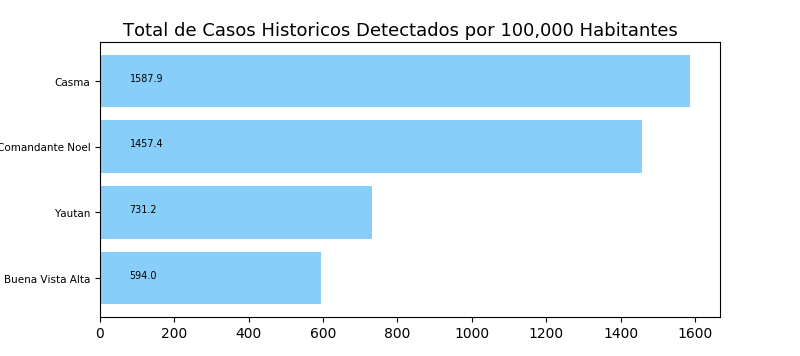 Total de Casos Historicos Detectados por 100,000 Habitantes
Casma
1587.9
Comandante Noel
1457.4
Yautan
731.2
Buena Vista Alta
594.0
0 200 400 600 800 1000 1200 1400 1600